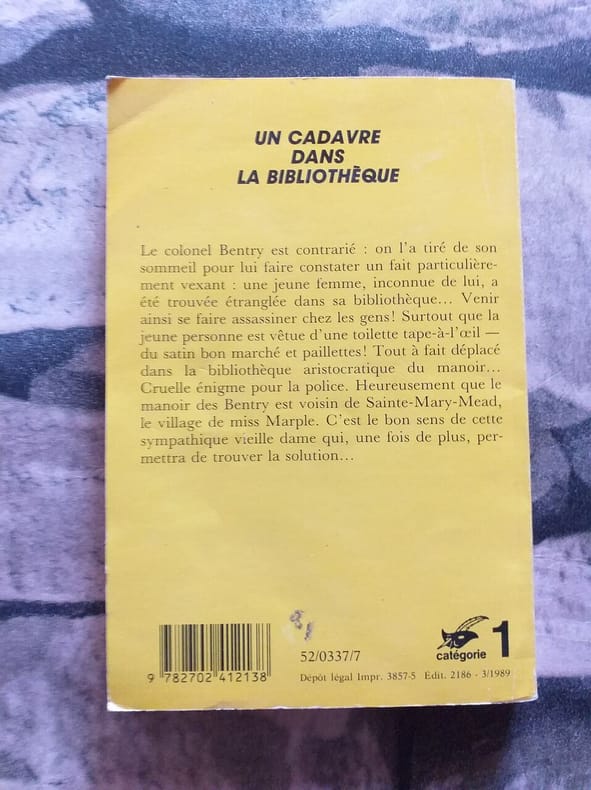 UN CADAVRE
DANS
LA BIBLIOTHÈQUE
Le colonel Bentry est contrarié : on l'a tiré de son
sommeil pour lui faire constater un fait particulière-
ment vexant : une jeune femme, inconnue de lui, a
été trouvée étranglée dans sa bibliothèque... Venir
ainsi se faire assassiner chez les gens! Surtout que la
jeune personne est vêtue d'une toilette tape-à-l'œil —
du satin bon marché et paillettes! Tout à fait déplacé
dans la bibliothèque aristocratique du manoir...
Cruelle énigme pour la police. Heureusement que le
manoir des Bentry est voisin de Sainte-Mary-Mead,
le village de miss Marple. C'est le bon sens de cette
sympathique vieille dame qui, une fois de plus, per-
mettra de trouver la solution...
9 782702 412138
52/0337/7
Dépôt légal Impr. 3857-5 Édit. 2186 - 3/1989
catégorie 1